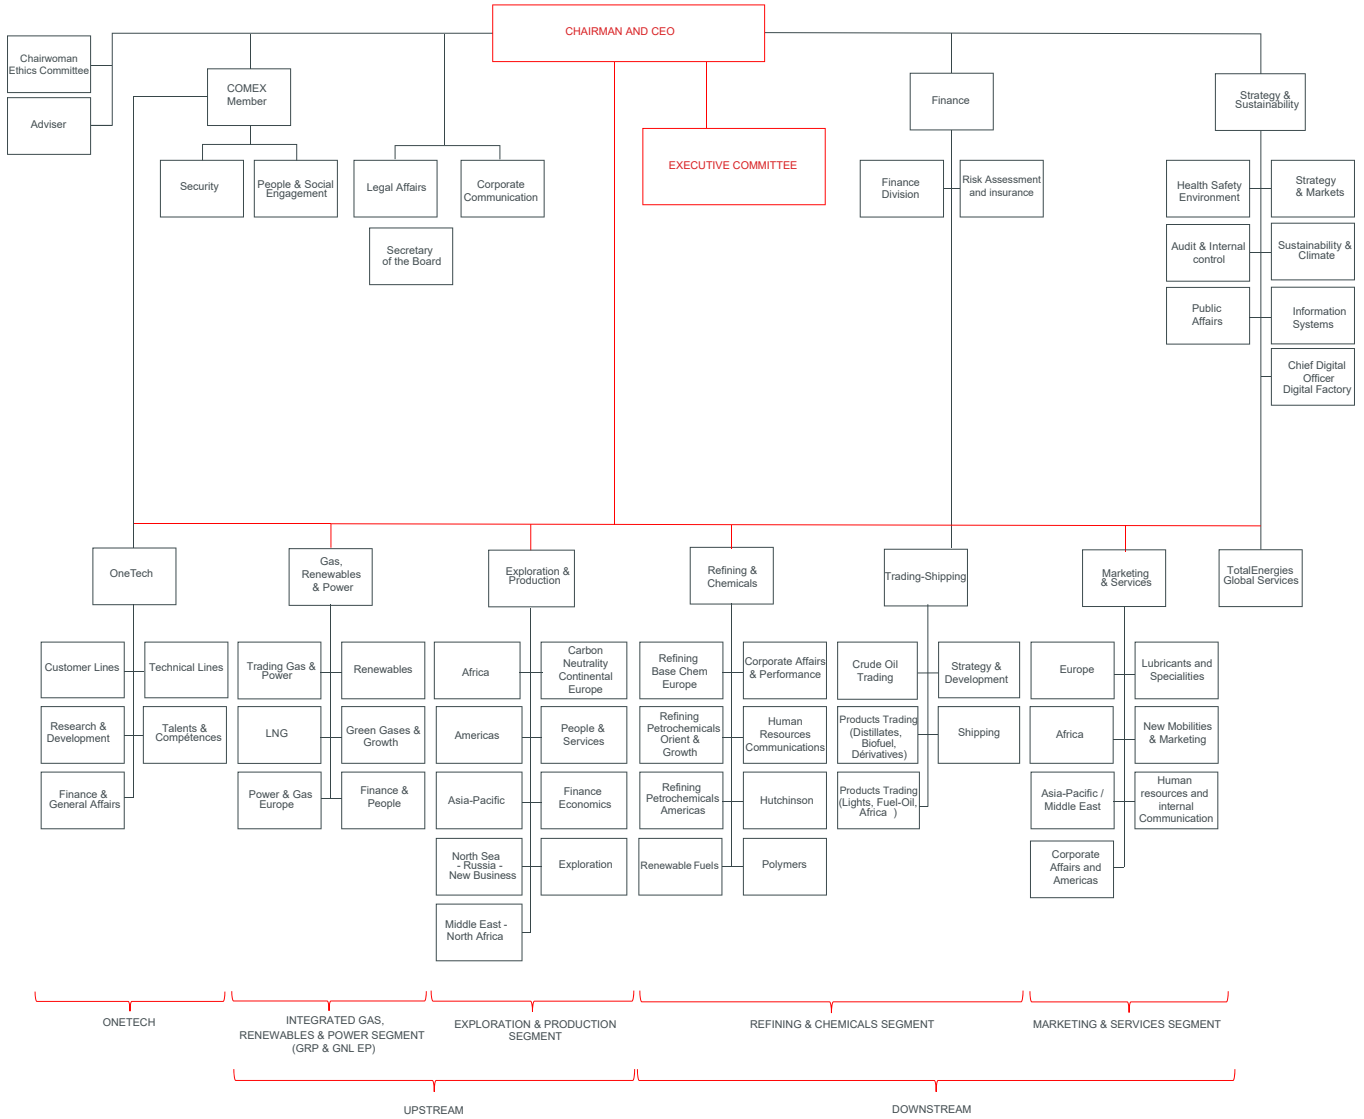 CHAIRMAN AND CEO
Chairwoman
Ethics Committee
Adviser
COMEX
Member
Finance
Strategy &
Sustainability
Security
People & Social
Engagement
Legal Affairs
Corporate
Communication
Secretary
of the Board
EXECUTIVE COMMITTEE
Finance
Division
Risk Assessment
and insurance
Health Safety
Environment
Strategy
& Markets
Audit & Internal
control
Sustainability &
Climate
Public
Affairs
Information
Systems
Chief Digital
Officer
Digital Factory
OneTech
Gas,
Renewables
& Power
Exploration &
Production
Refining &
Chemicals
Trading-Shipping
Marketing
& Services
TotalEnergies
Global Services
Customer Lines
Technical Lines
Research &
Development
Talents &
Compétences
Finance &
General Affairs
Trading Gas &
Power
Renewables
LNG
Green Gases &
Growth
Power & Gas
Europe
Finance &
People
Africa
Carbon
Neutrality
Continental
Europe
Americas
People &
Services
Asia-Pacific
Finance
Economics
North Sea
- Russia -
New Business
Exploration
Middle East -
North Africa
Refining
Base Chem
Europe
Corporate Affairs
& Performance
Refining
Petrochemicals
Orient &
Growth
Human
Resources
Communications
Refining
Petrochemicals
Americas
Hutchinson
Renewable Fuels
Polymers
Crude Oil
Trading
Strategy &
Development
Products Trading
(Distillates,
Biofuel,
Dérivatives)
Shipping
Products Trading
(Lights, Fuel-Oil,
Africa )
Europe
Lubricants and
Specialities
Africa
New Mobilities
& Marketing
Asia-Pacific /
Middle East
Human
resources and
internal
Communication
Corporate
Affairs and
Americas
ONETECH
INTEGRATED GAS,
RENEWABLES & POWER SEGMENT
(GRP & GNL EP)
EXPLORATION & PRODUCTION
SEGMENT
REFINING & CHEMICALS SEGMENT
MARKETING & SERVICES SEGMENT
UPSTREAM
DOWNSTREAM